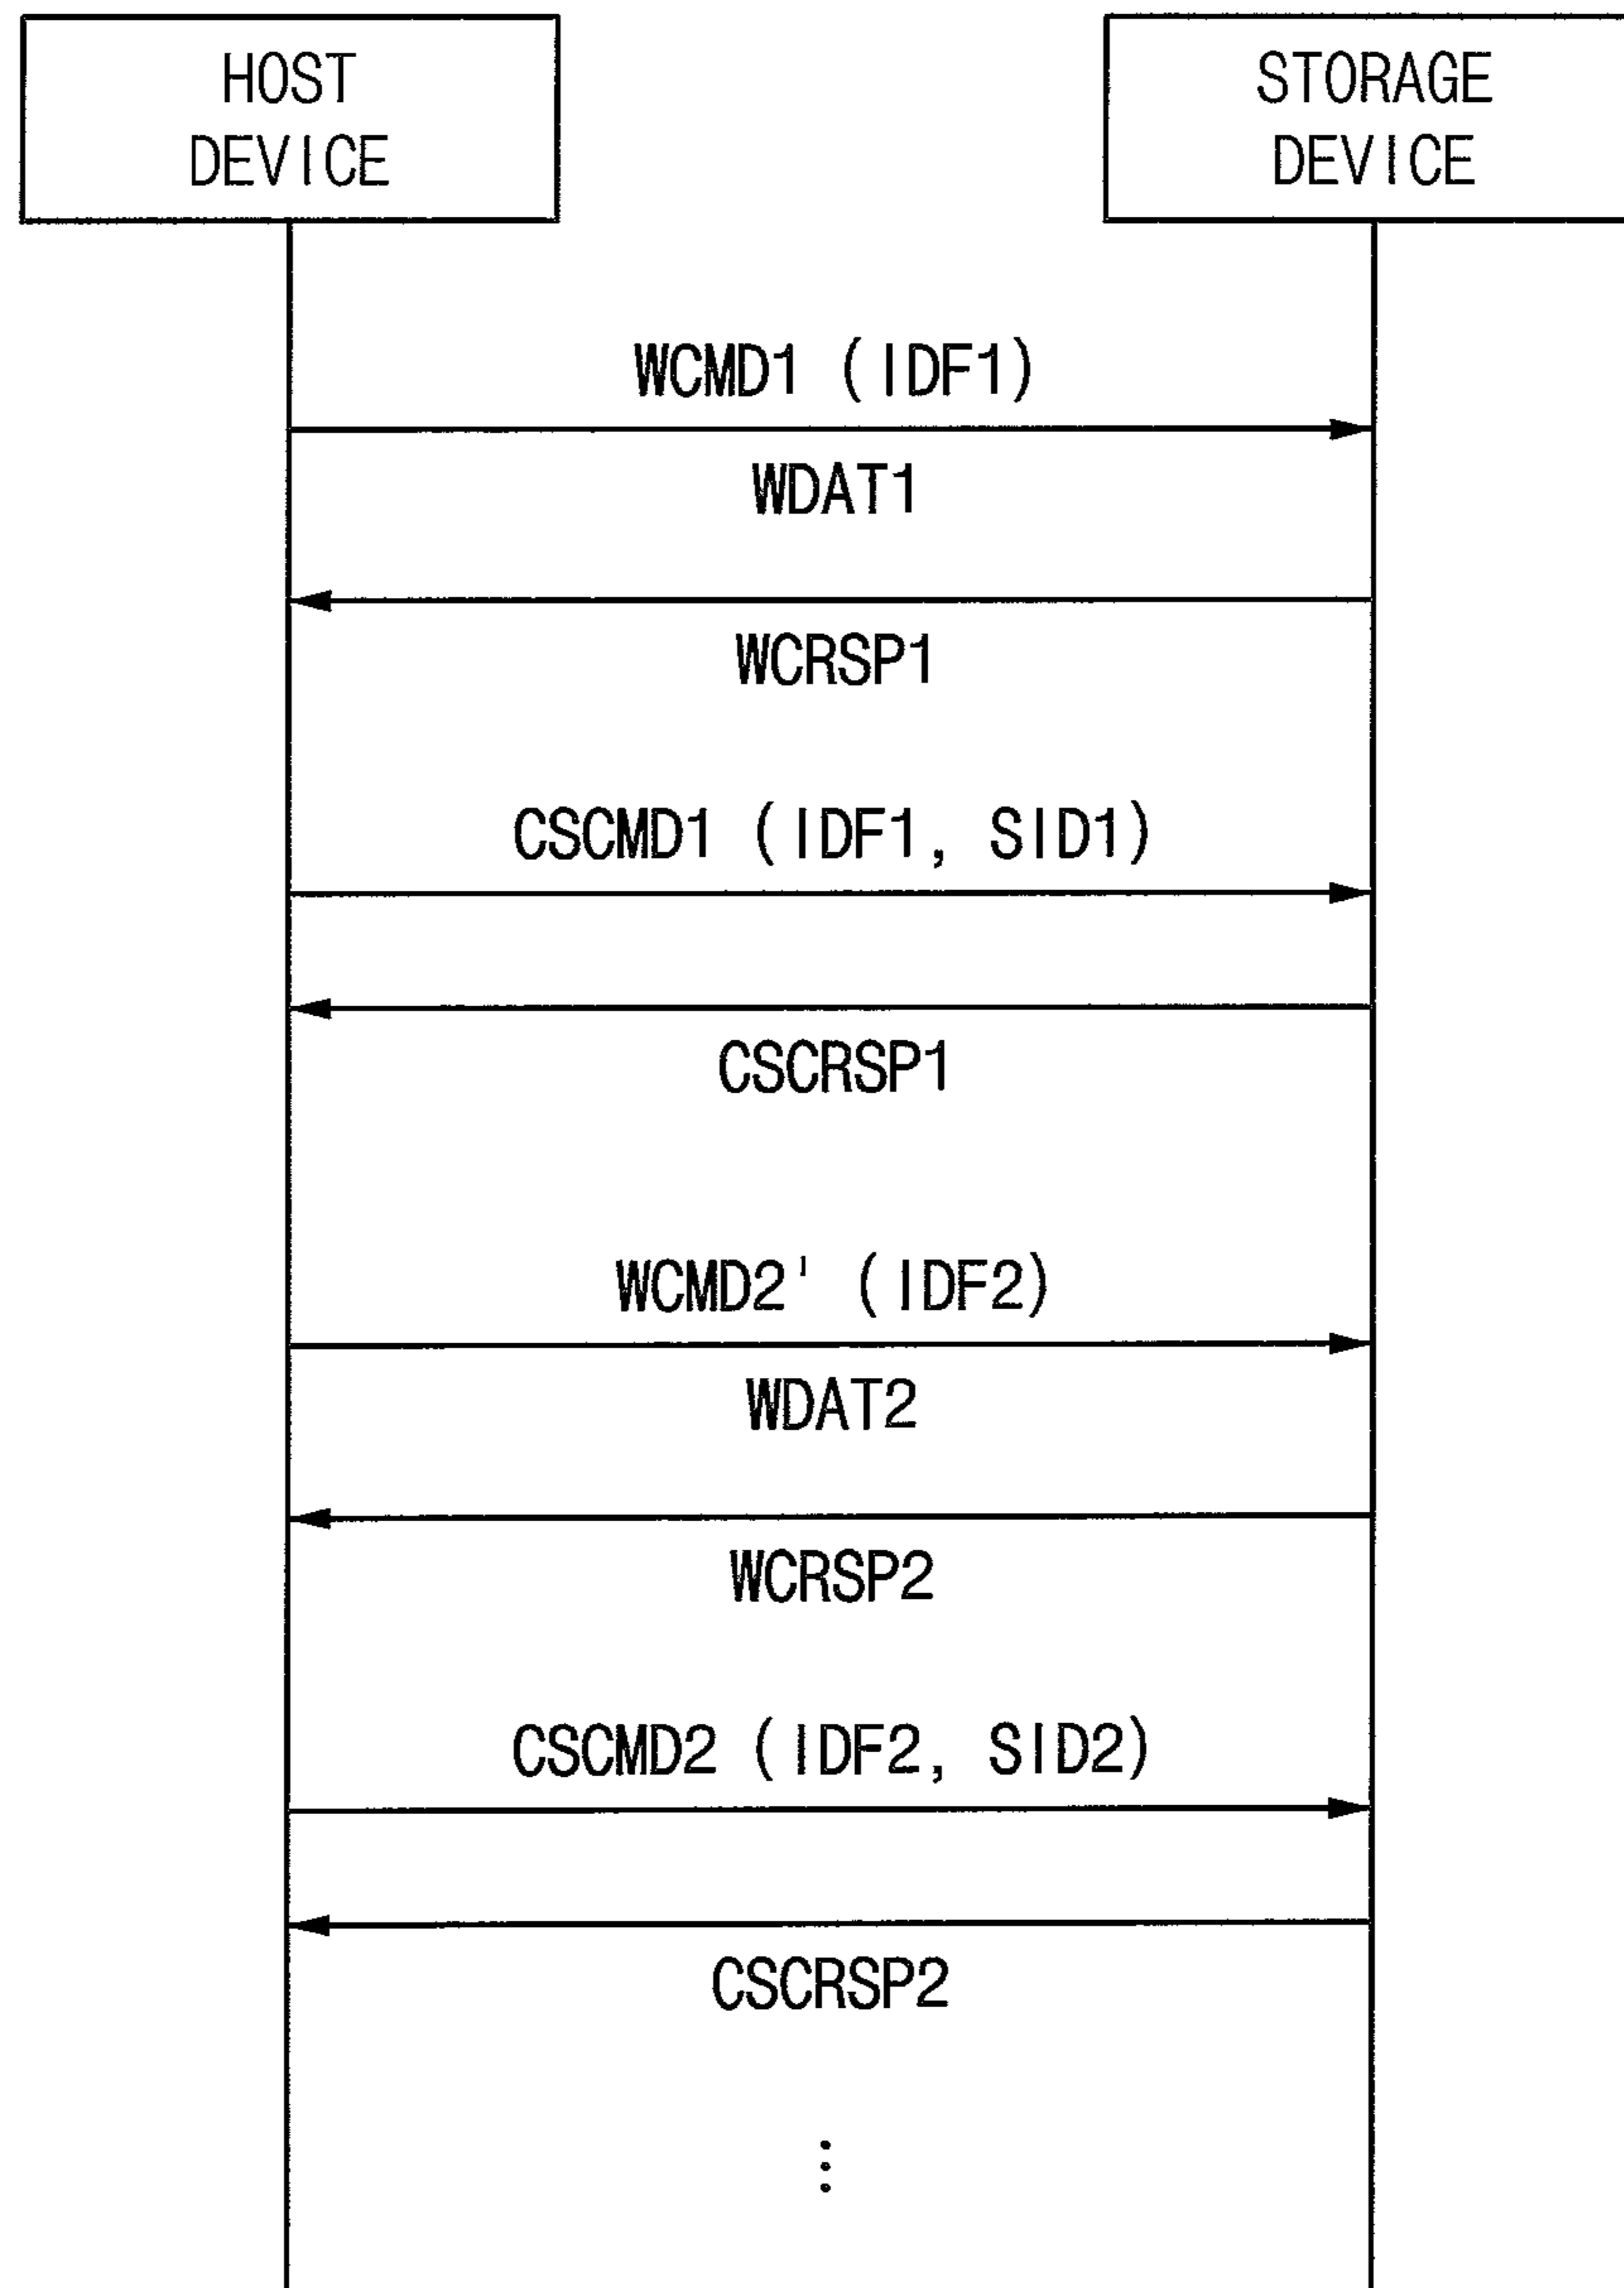 HOST
DEVICE
STORAGE
DEVICE
WCMD1 (IDF1)
WDAT1
WCRSP1
CSCMD1 (IDF1, SID1)
CSCRSP1
WCMD2' (IDF2)
WDAT2
WCRSP2
CSCMD2 (IDF2, SID2)
CSCRSP2